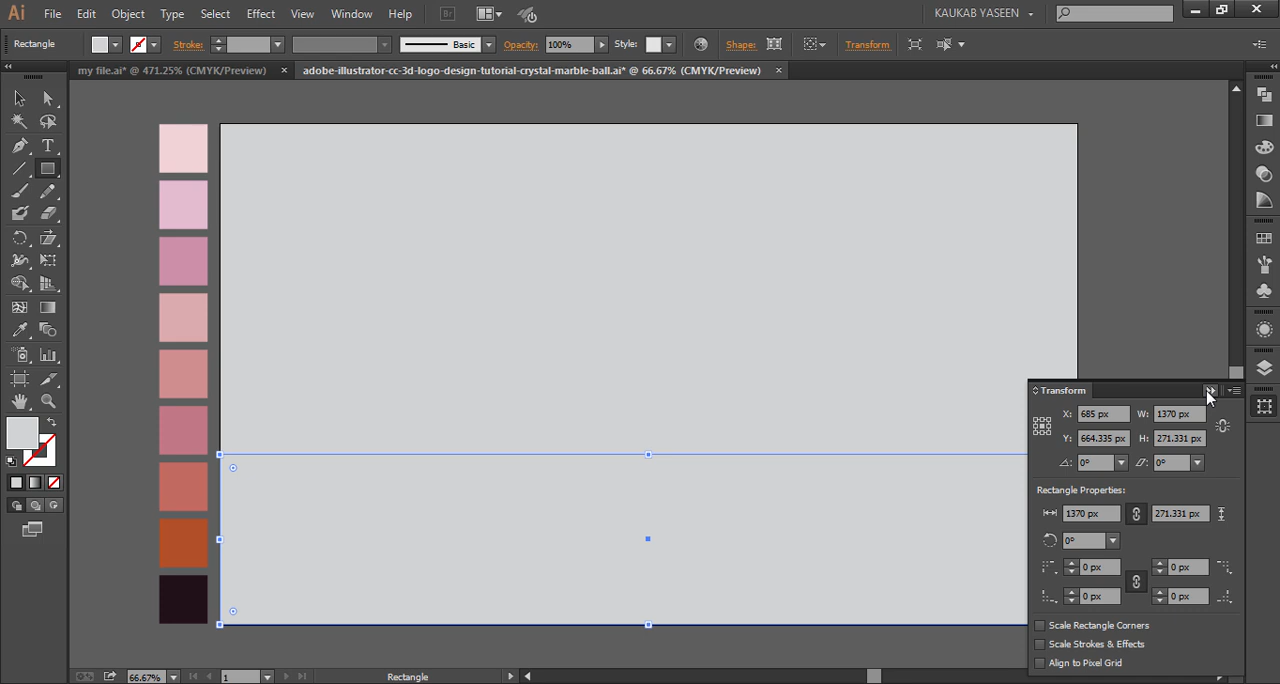 Ai File Edit Object Type Select Effect View Window Help Br KAUKAB YASEEN
Rectangle Stroke: Basic Opacity: 100% Style: Shape: Transform
my file.ai* @ 471.25% (CMYK/Preview) × adobe-illustrator-cc-3d-logo-design-tutorial-crystal-marble-ball.ai* @ 66.67% (CMYK/Preview) ×
Transform
X: 685 px W: 1370 px
Y: 664.335 px H: 271.331 px
0° 0°
Rectangle Properties:
1370 px 271.331 px
0°
0 px 0 px
0 px 0 px
Scale Rectangle Corners
Scale Strokes & Effects
Align to Pixel Grid
66.67% 1 Rectangle